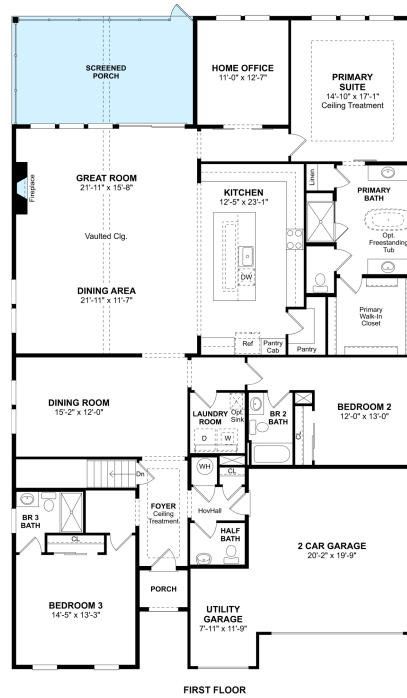 SCREENED
PORCH
HOME OFFICE
11'-0" x 12'-7"
PRIMARY
SUITE
14'-10" x 17'-1"
Ceiling Treatment
GREAT ROOM
21'-11" x 15'-8"
Fireplace
Vaulted Clg.
KITCHEN
12'-5" x 23'-1"
Linen
PRIMARY
BATH
Opt.
Freestanding
Tub
DW
DINING AREA
21'-11" x 11'-7"
Primary
Walk-In
Closet
Ref
Pantry
Cab
Pantry
DINING ROOM
15'-2" x 12'-0"
LAUNDRY
ROOM
Opt.
Sink
D
W
BR 2
BATH
CL
BEDROOM 2
12'-0" x 13'-0"
Dn
WH
CL
FOYER
Ceiling
Treatment
HovHall
HALF
BATH
BR 3
BATH
CL
2 CAR GARAGE
20'-2" x 19'-9"
PORCH
BEDROOM 3
14'-5" x 13'-3"
UTILITY
GARAGE
7'-11" x 11'-9"
FIRST FLOOR